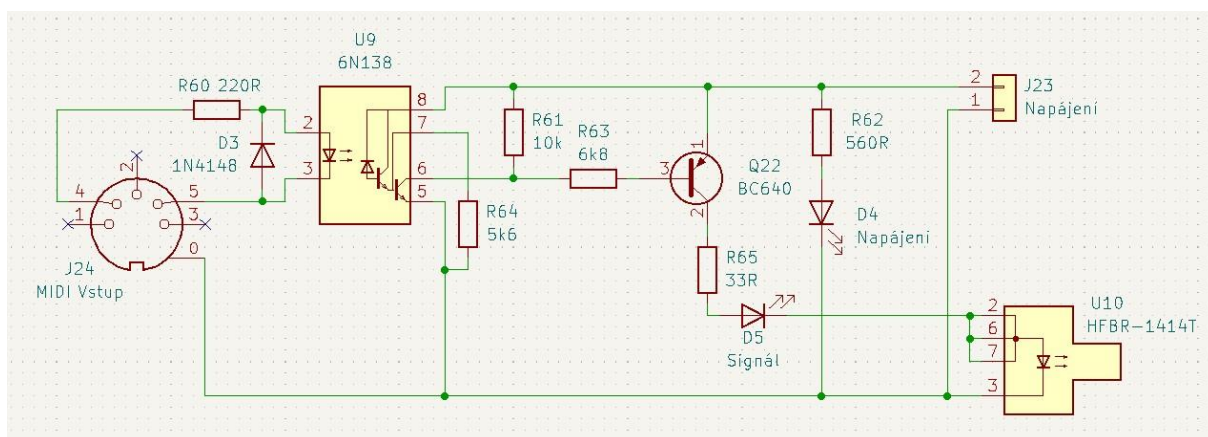 U9
6N138
R60 220R
D3
1N4148
2
3
8
7
6
5
R61
10k
R63
6k8
R64
5k6
3
1
2
Q22
BC640
R62
560R
2
1
J23
Napájení
D4
Napájení
R65
33R
D5
Signál
2
4
5
1
3
0
J24
MIDI Vstup
2
6
7
3
U10
HFBR-1414T